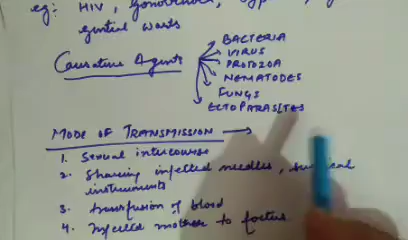 eg: HIV, Gonorrhoea,
genital warts
Causative Agents
BACTERIA
VIRUS
PROTOZOA
NEMATODES
FUNGS
ECTOPARASITES
MODE OF TRANSMISSION
1. Sexual intercourse
2. Sharing infected needles, surgical
instruments
3. transfusion of blood
4. Infected mother to foetus.